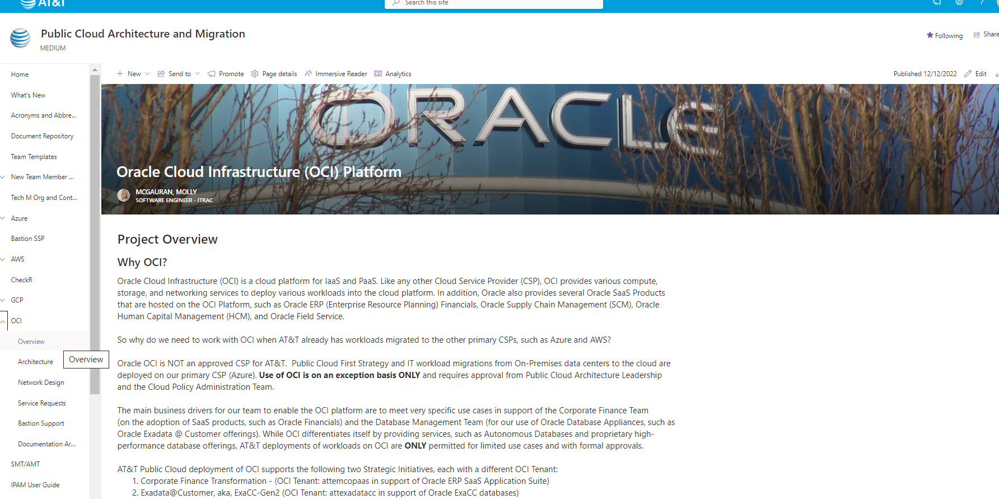 AT&T
Search this site
?
Public Cloud Architecture and Migration
MEDIUM
Following
Share
Home
What's New
Acronyms and Abbre...
Document Repository
Team Templates
New Team Member ...
Tech M Org and Cont...
Azure
Bastion SSP
AWS
CheckR
GCP
OCI
Overview
Architecture
Overview
Network Design
Service Requests
Bastion Support
Documentation Ar...
SMT/AMT
IPAM User Guide
New
Send to
Promote
Page details
Immersive Reader
Analytics
Published 12/12/2022
Edit
ORACLE
Oracle Cloud Infrastructure (OCI) Platform
MCGAURAN, MOLLY
SOFTWARE ENGINEER - ITRAC
Project Overview
Why OCI?
Oracle Cloud Infrastructure (OCI) is a cloud platform for IaaS and PaaS. Like any other Cloud Service Provider (CSP), OCI provides various compute,
storage, and networking services to deploy various workloads into the cloud platform. In addition, Oracle also provides several Oracle SaaS Products
that are hosted on the OCI Platform, such as Oracle ERP (Enterprise Resource Planning) Financials, Oracle Supply Chain Management (SCM), Oracle
Human Capital Management (HCM), and Oracle Field Service.
So why do we need to work with OCI when AT&T already has workloads migrated to the other primary CSPs, such as Azure and AWS?
Oracle OCI is NOT an approved CSP for AT&T. Public Cloud First Strategy and IT workload migrations from On-Premises data centers to the cloud are
deployed on our primary CSP (Azure). Use of OCI is on an exception basis ONLY and requires approval from Public Cloud Architecture Leadership
and the Cloud Policy Administration Team.
The main business drivers for our team to enable the OCI platform are to meet very specific use cases in support of the Corporate Finance Team
(on the adoption of SaaS products, such as Oracle Financials) and the Database Management Team (for our use of Oracle Database Appliances, such as
Oracle Exadata @ Customer offerings). While OCI differentiates itself by providing services, such as Autonomous Databases and proprietary high-
performance database offerings, AT&T deployments of workloads on OCI are ONLY permitted for limited use cases and with formal approvals.
AT&T Public Cloud deployment of OCI supports the following two Strategic Initiatives, each with a different OCI Tenant:
1. Corporate Finance Transformation - (OCI Tenant: attemcopaas in support of Oracle ERP SaaS Application Suite)
2. Exadata@Customer, aka, ExaCC-Gen2 (OCI Tenant: attexadatacc in support of Oracle ExaCC databases)